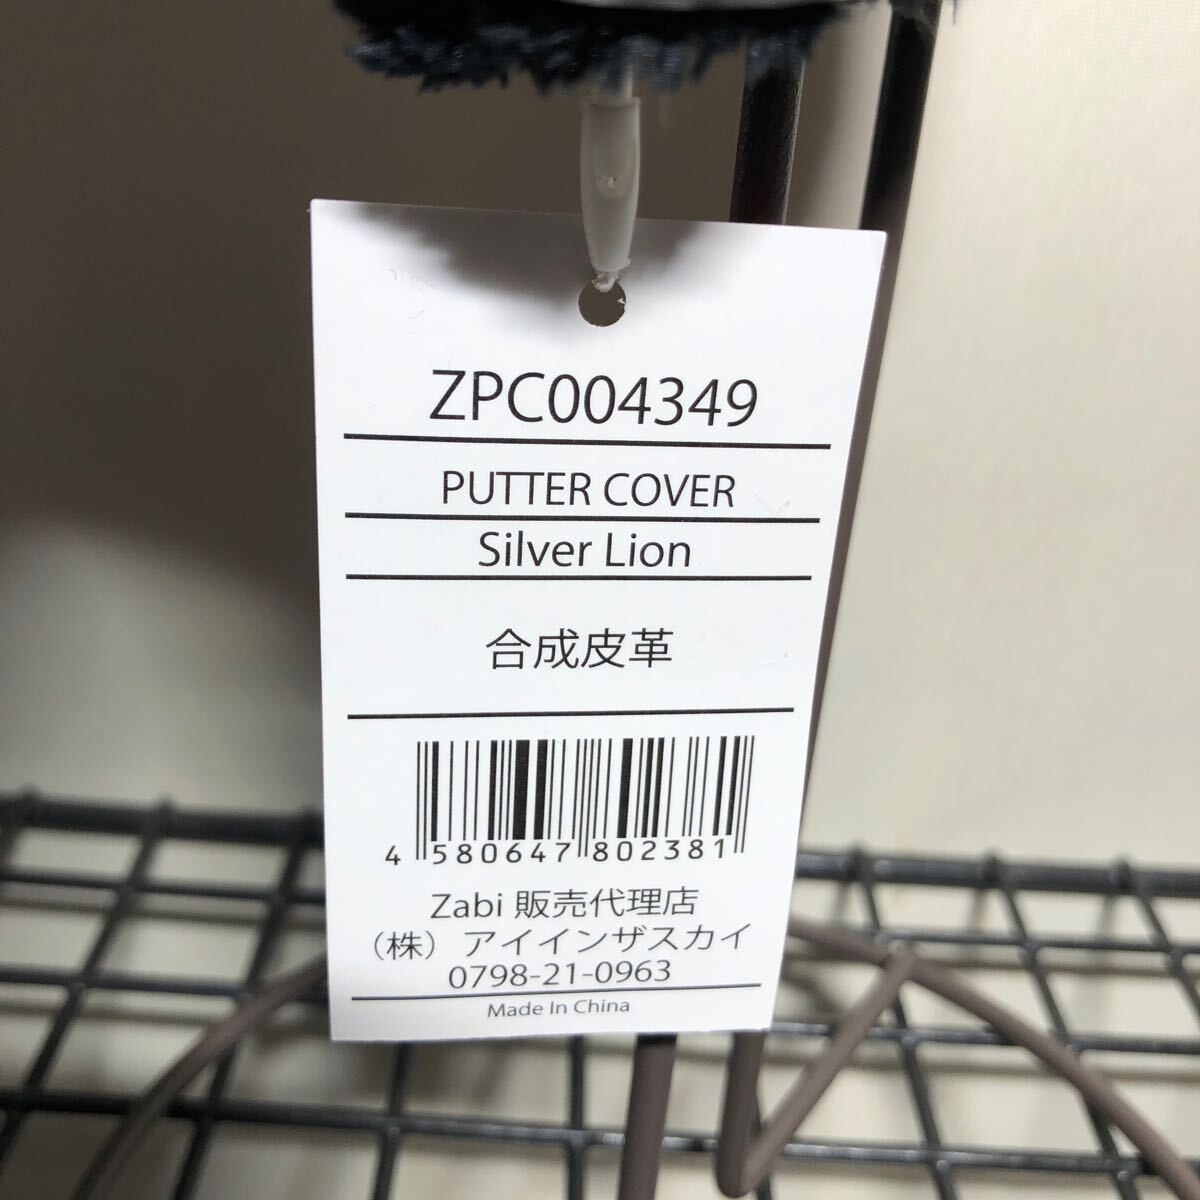 ZPC004349
PUTTER COVER
Silver Lion
合成皮革
4 580647 802381
Zabi 販売代理店
（株） アイインザスカイ
0798-21-0963
Made In China